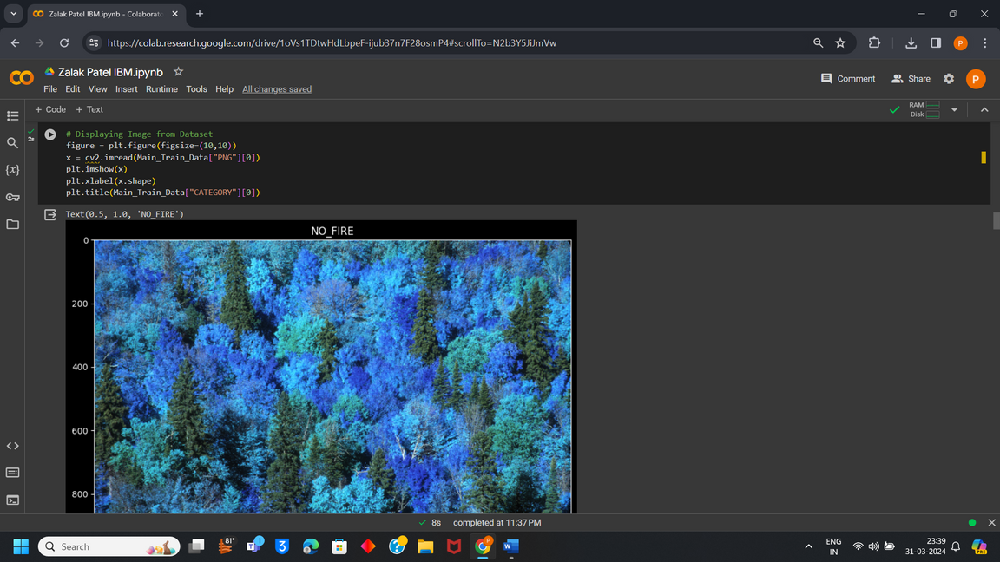 Zalak Patel IBM.ipynb - Colaborato
https://colab.research.google.com/drive/1oVs1TDtwHdLbpeF-ijub37n7F28osmP4#scrollTo=N2b3Y5JiJmVw
P
Zalak Patel IBM.ipynb
Comment
Share
P
File Edit View Insert Runtime Tools Help All changes saved
+ Code + Text
RAM
Disk
{x}
2s
# Displaying Image from Dataset
figure = plt.figure(figsize=(10,10))
x = cv2.imread(Main_Train_Data["PNG"][0])
plt.imshow(x)
plt.xlabel(x.shape)
plt.title(Main_Train_Data["CATEGORY"][0])
Text(0.5, 1.0, 'NO_FIRE')
NO_FIRE
0
200
400
600
800
8s completed at 11:37 PM
Search
81°
1
ENG
IN
23:39
31-03-2024
PRE